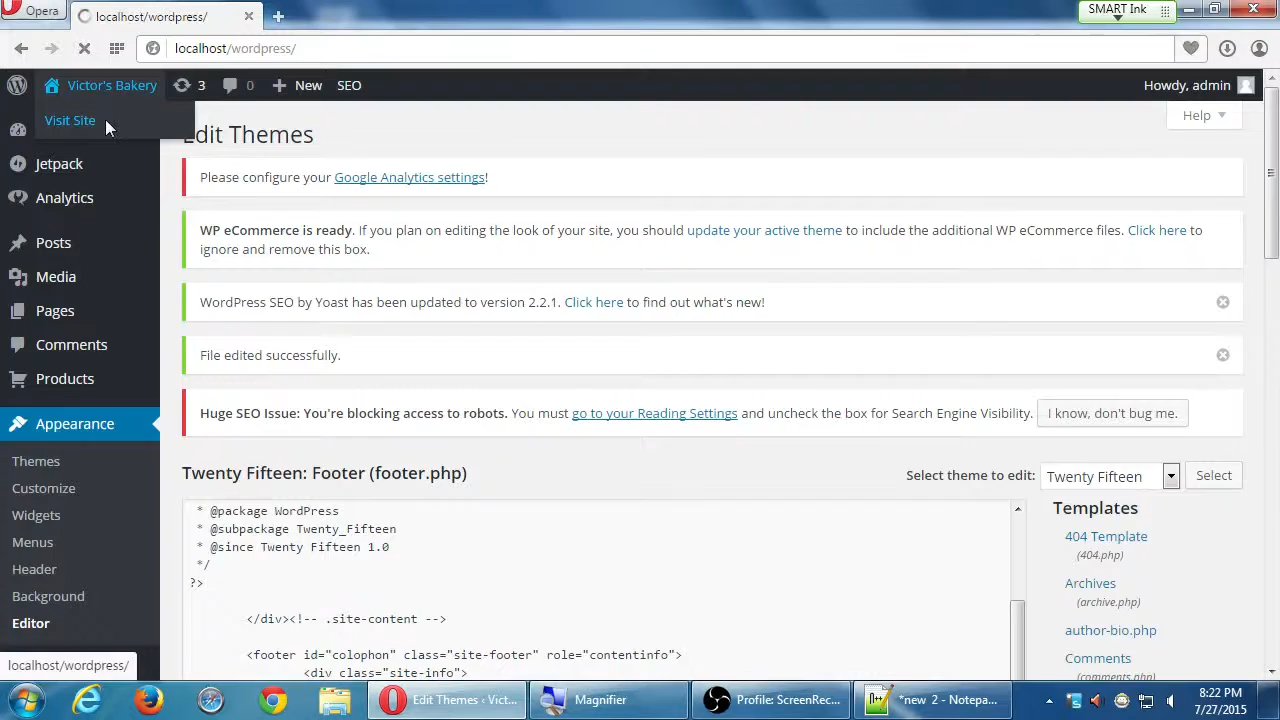 Opera
localhost/wordpress/
SMART Ink
localhost/wordpress/
Victor's Bakery
3
0
New
SEO
Howdy, admin
Visit Site
Help
Edit Themes
Jetpack
Analytics
Posts
Media
Pages
Comments
Products
Appearance
Themes
Customize
Widgets
Menus
Header
Background
Editor
Please configure your Google Analytics settings!
WP eCommerce is ready. If you plan on editing the look of your site, you should update your active theme to include the additional WP eCommerce files. Click here to
ignore and remove this box.
WordPress SEO by Yoast has been updated to version 2.2.1. Click here to find out what's new!
File edited successfully.
Huge SEO Issue: You're blocking access to robots. You must go to your Reading Settings and uncheck the box for Search Engine Visibility.
I know, don't bug me.
Twenty Fifteen: Footer (footer.php)
Select theme to edit:
Twenty Fifteen
Select
* @package WordPress
* @subpackage Twenty_Fifteen
* @since Twenty Fifteen 1.0
*/
?>
</div><!-- .site-content -->
<footer id="colophon" class="site-footer" role="contentinfo">
<div class="site-info">
Templates
404 Template
(404.php)
Archives
(archive.php)
author-bio.php
Comments
(comments.php)
localhost/wordpress/
Edit Themes ‹ Vict...
Magnifier
Profile: ScreenRec...
*new 2 - Notepa...
8:22 PM
7/27/2015